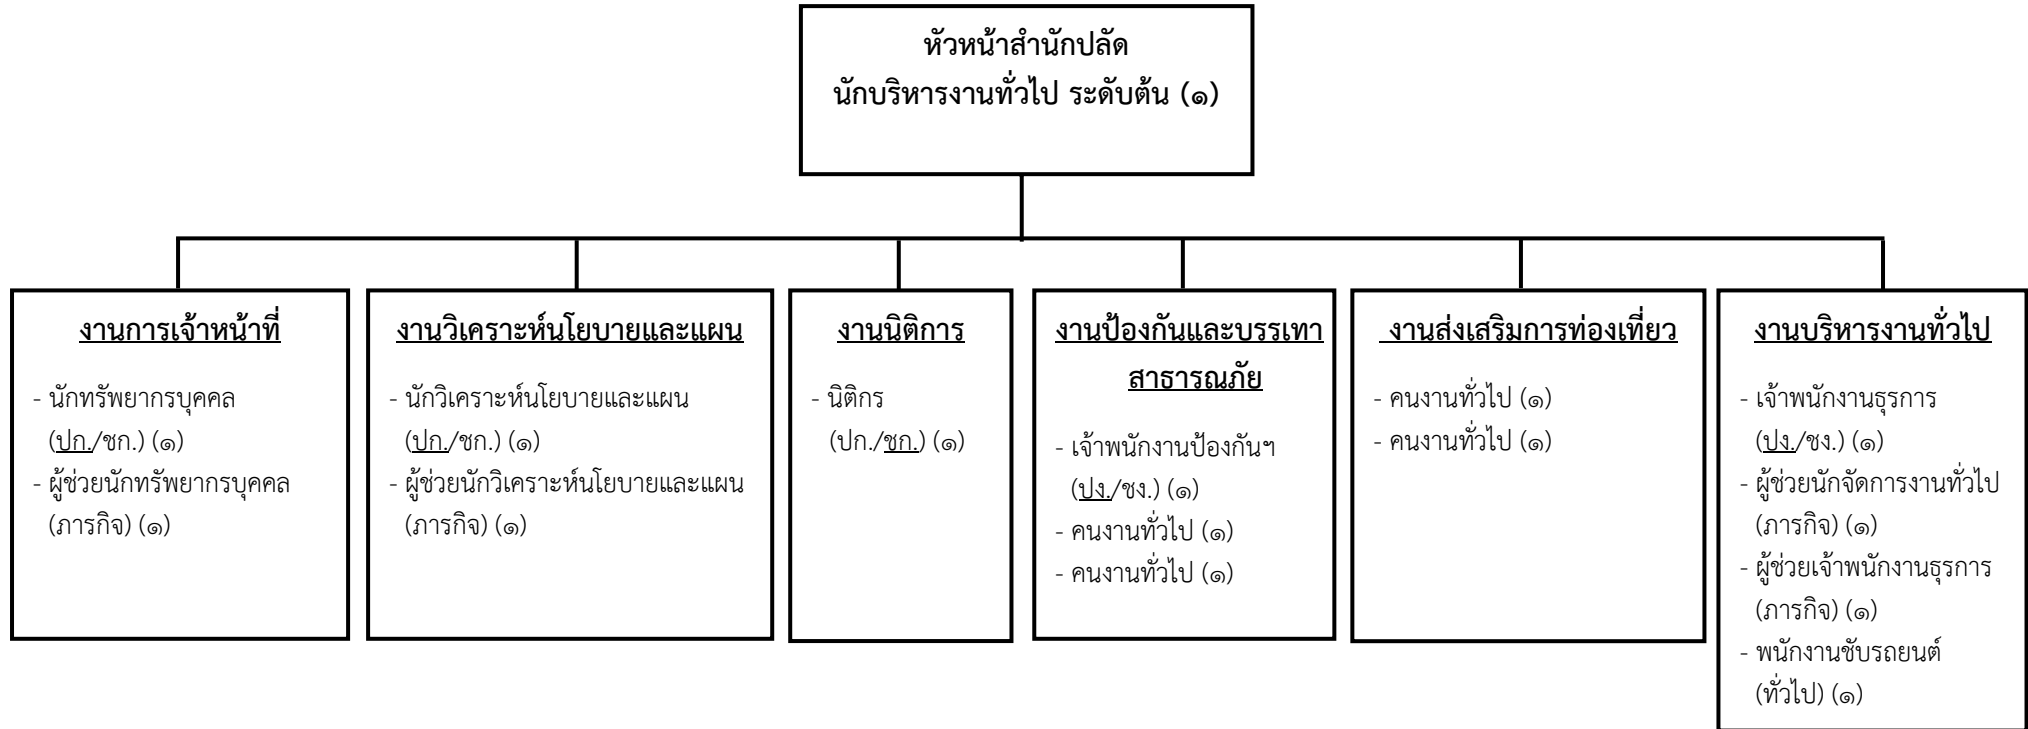 หัวหน้าสำนักปลัด
นักบริหารงานทั่วไป ระดับต้น (๑)
งานการเจ้าหน้าที่
- นักทรัพยากรบุคคล
(ปก./ชก.) (๑)
- ผู้ช่วยนักทรัพยากรบุคคล
(ภารกิจ) (๑)
งานวิเคราะห์นโยบายและแผน
- นักวิเคราะห์นโยบายและแผน
(ปก./ชก.) (๑)
- ผู้ช่วยนักวิเคราะห์นโยบายและแผน
(ภารกิจ) (๑)
งานนิติการ
- นิติกร
(ปก./ชก.) (๑)
งานป้องกันและบรรเทา
สาธารณภัย
- เจ้าพนักงานป้องกันฯ
(ปง./ชง.) (๑)
- คนงานทั่วไป (๑)
- คนงานทั่วไป (๑)
งานส่งเสริมการท่องเที่ยว
- คนงานทั่วไป (๑)
- คนงานทั่วไป (๑)
งานบริหารงานทั่วไป
- เจ้าพนักงานธุรการ
(ปง./ชง.) (๑)
- ผู้ช่วยนักจัดการงานทั่วไป
(ภารกิจ) (๑)
- ผู้ช่วยเจ้าพนักงานธุรการ
(ภารกิจ) (๑)
- พนักงานขับรถยนต์
(ทั่วไป) (๑)